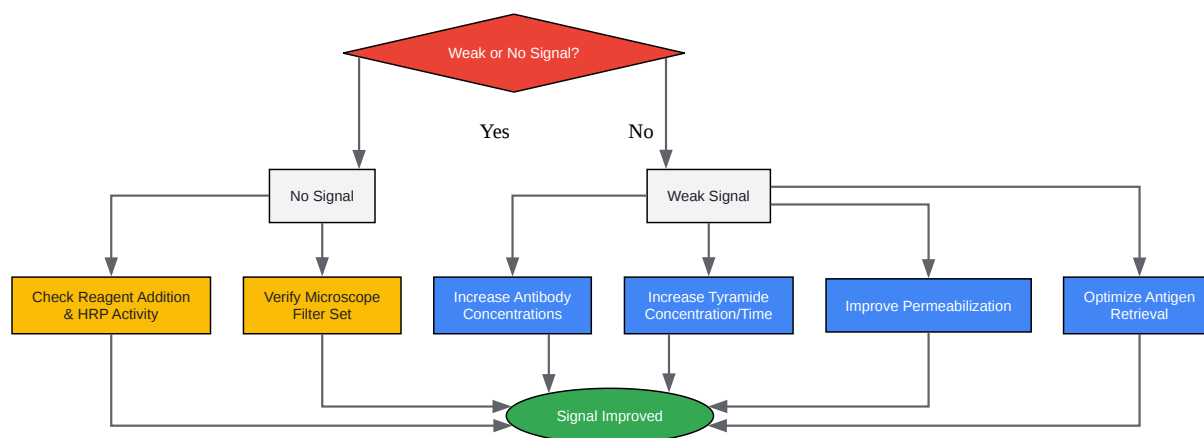 Weak or No Signal?
Yes
No
No Signal
Weak Signal
Check Reagent Addition
& HRP Activity
Verify Microscope
Filter Set
Increase Antibody
Concentrations
Increase Tyramide
Concentration/Time
Improve Permeabilization
Optimize Antigen
Retrieval
Signal Improved